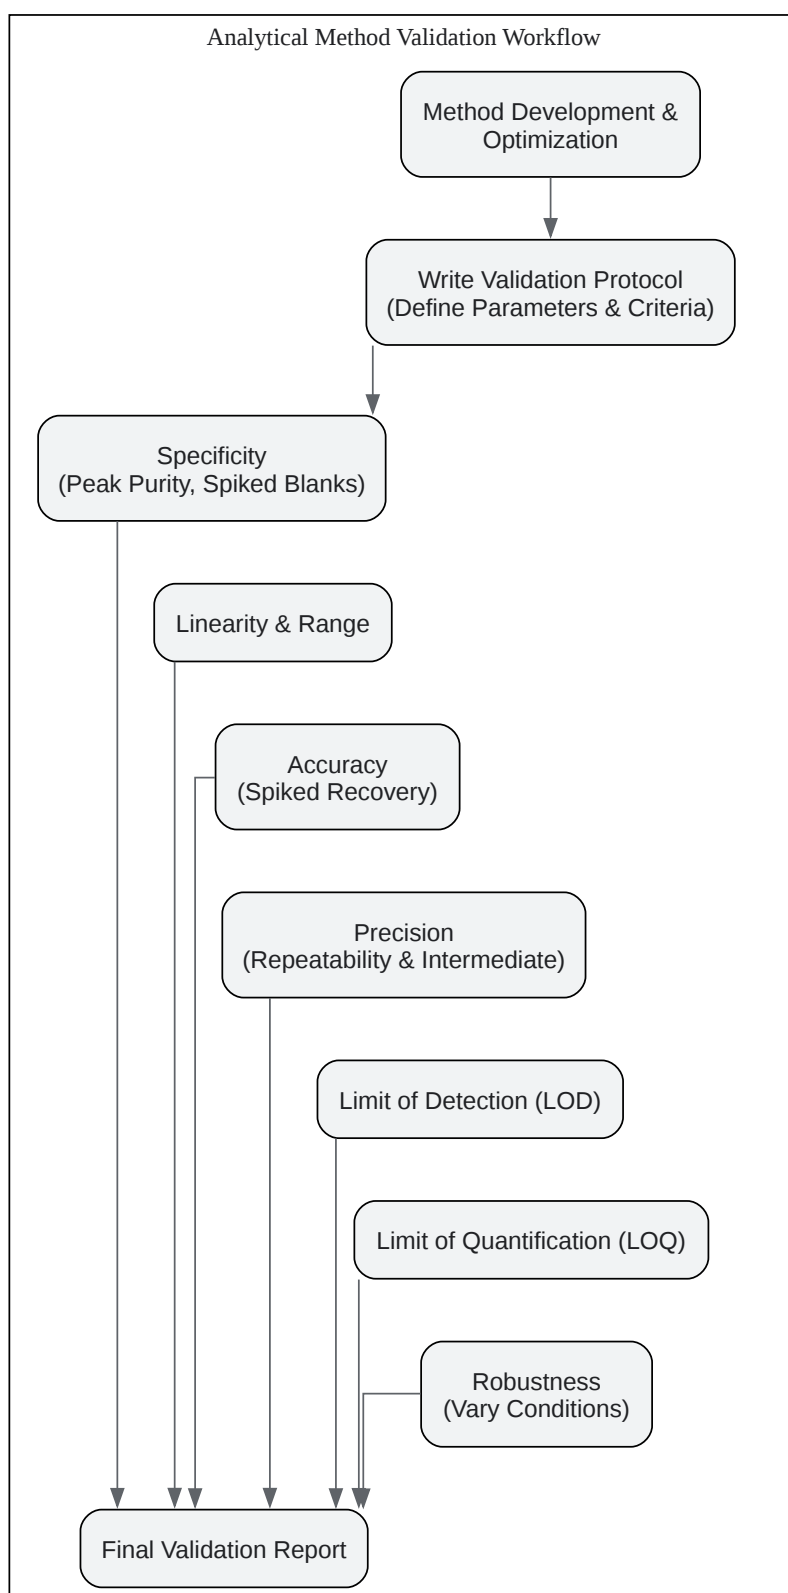 Analytical Method Validation Workflow
Method Development &
Optimization
Write Validation Protocol
(Define Parameters & Criteria)
Specificity
(Peak Purity, Spiked Blanks)
Linearity & Range
Accuracy
(Spiked Recovery)
Precision
(Repeatability & Intermediate)
Limit of Detection (LOD)
Limit of Quantification (LOQ)
Robustness
(Vary Conditions)
Final Validation Report